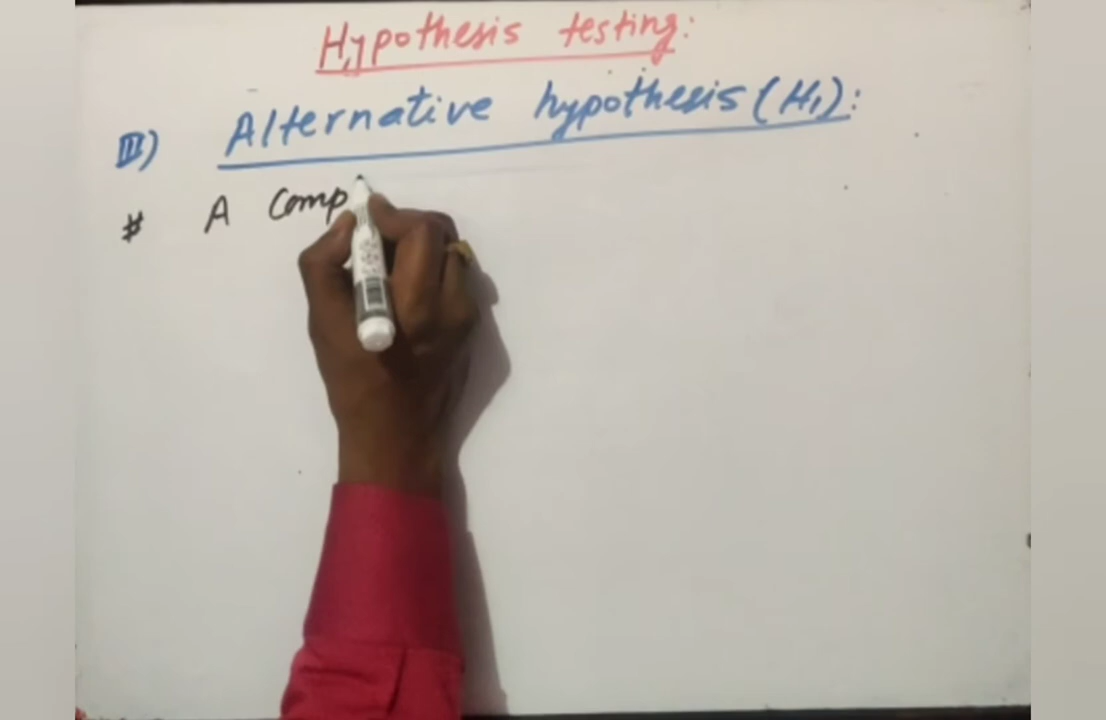 Hypothesis testing:
III) Alternative hypothesis (H₁):
# A Comp